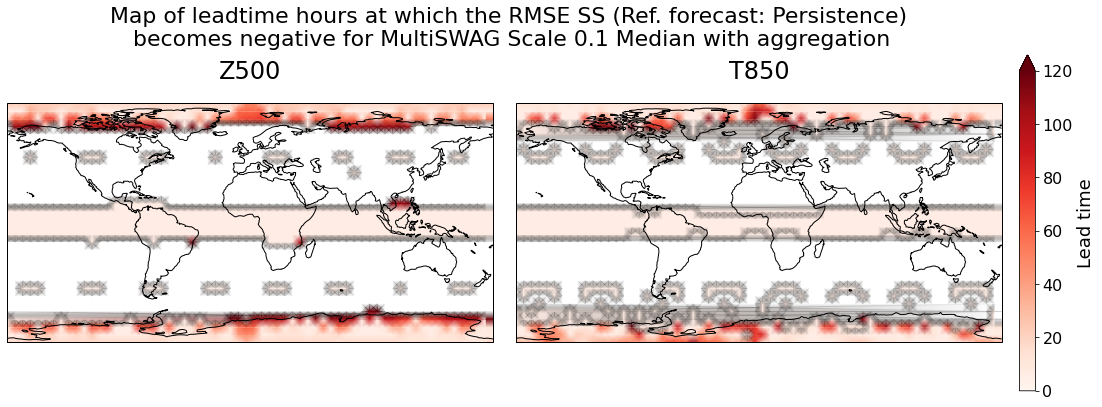 Map of leadtime hours at which the RMSE SS (Ref. forecast: Persistence)
becomes negative for MultiSWAG Scale 0.1 Median with aggregation
Z500
T850
120
100
80
60
40
20
0
Lead time